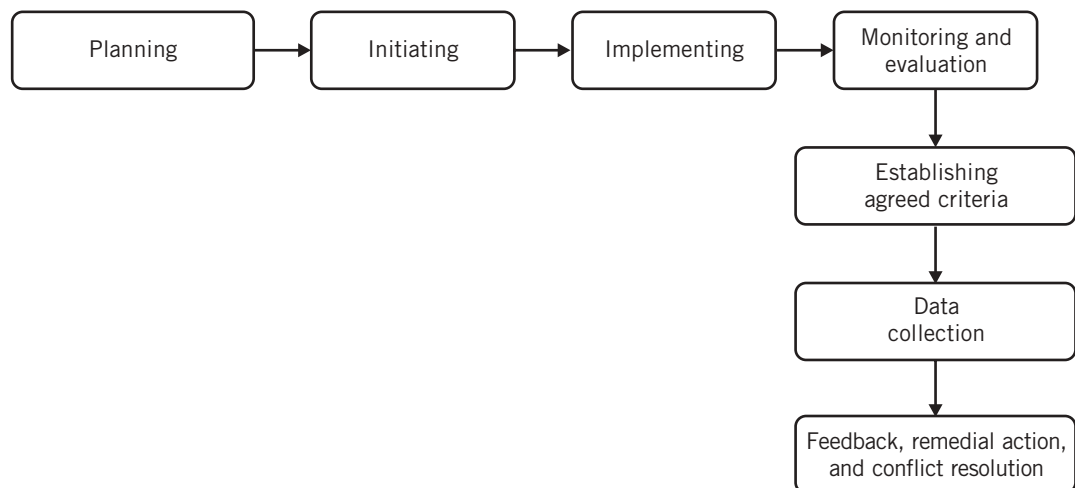 Planning
Initiating
Implementing
Monitoring and
evaluation
Establishing
agreed criteria
Data
collection
Feedback, remedial action,
and conflict resolution